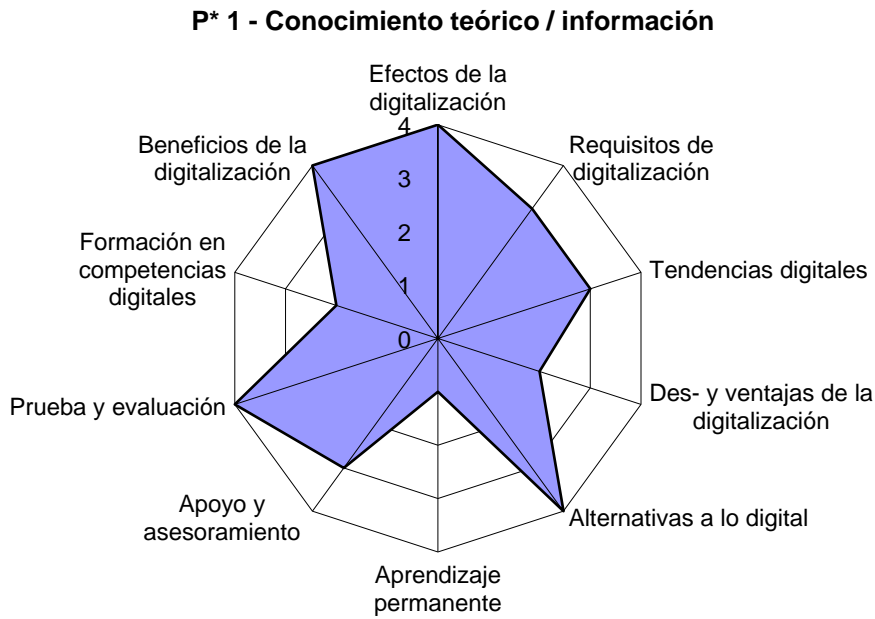 P* 1 - Conocimiento teórico / información
Efectos de la
digitalización
Requisitos de
digitalización
Tendencias digitales
Des- y ventajas de la
digitalización
Alternativas a lo digital
Aprendizaje
permanente
Apoyo y
asesoramiento
Prueba y evaluación
Formación en
competencias
digitales
Beneficios de la
digitalización
4
3
2
1
0